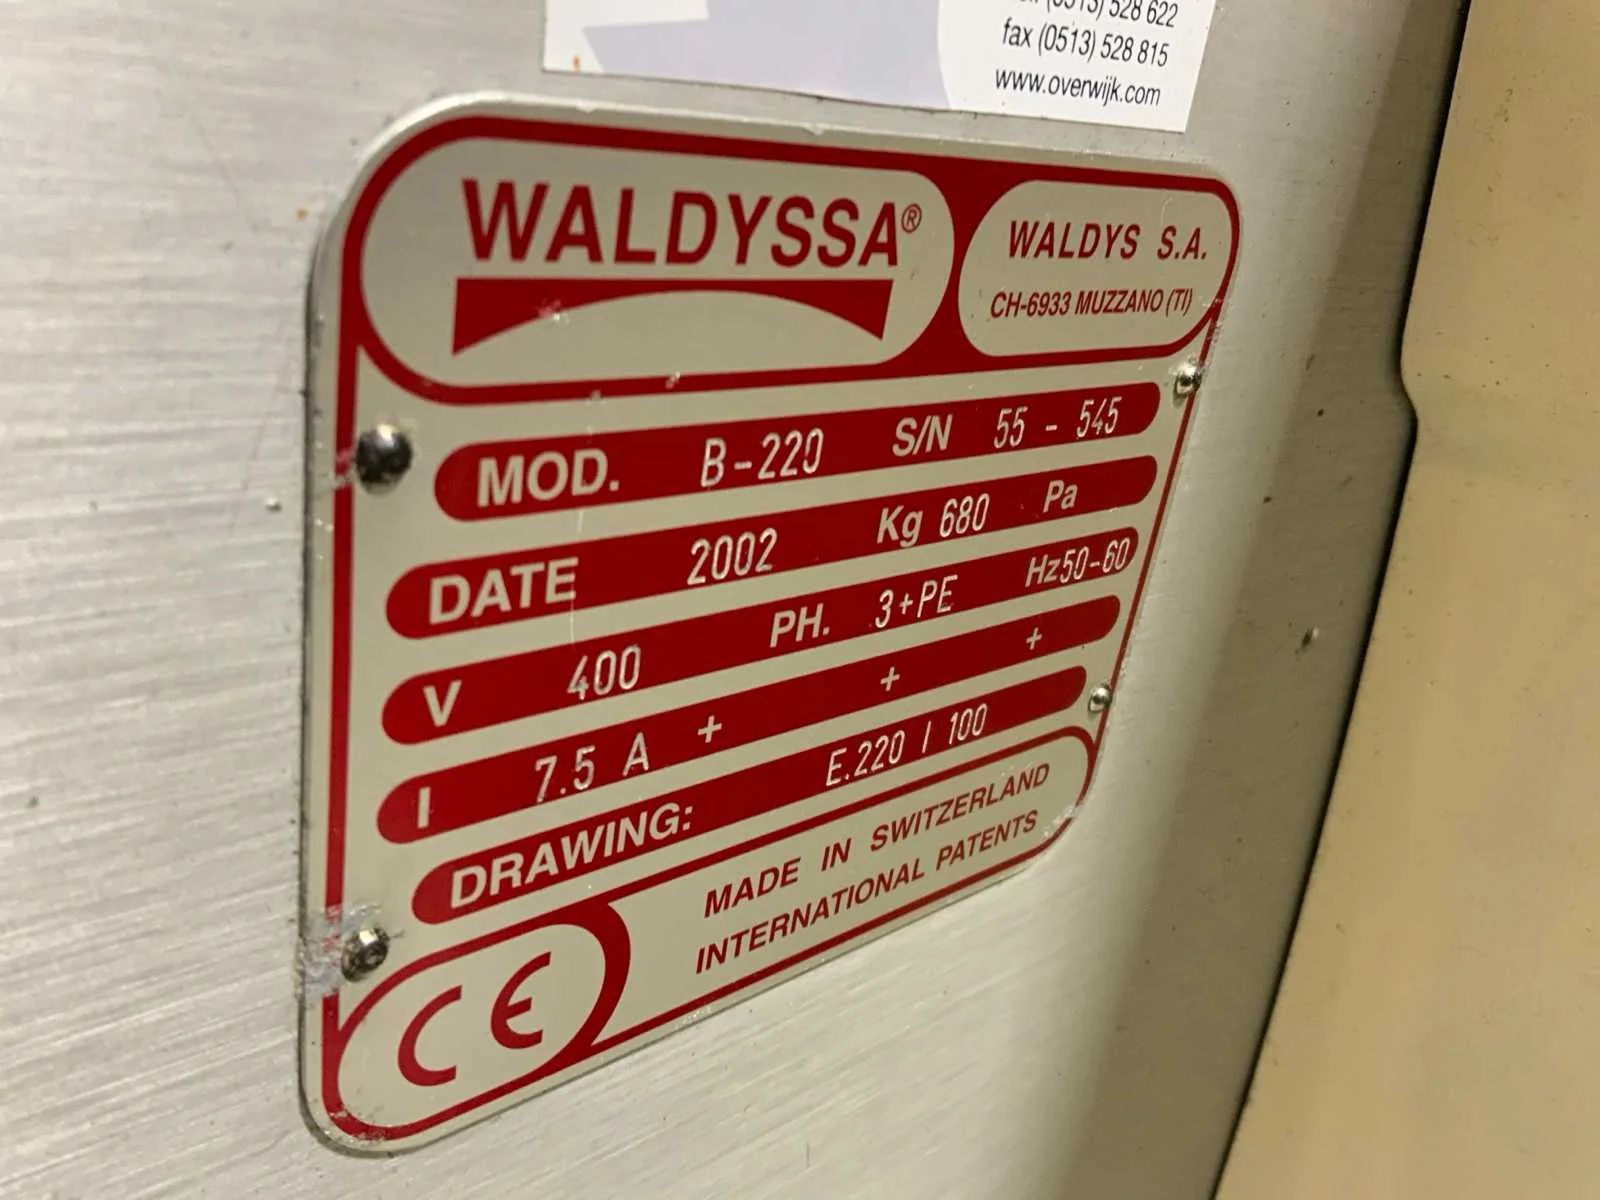 (0513) 528 622
fax (0513) 528 815
www.overwijk.com
WALDYSSA®
WALDYS S.A.
CH-6933 MUZZANO (TI)
MOD. B-220 S/N 55 - 545
DATE 2002 Kg 680 Pa
V 400 PH. 3+PE Hz50-60
I 7.5 A + + +
DRAWING: E.220 / 100
MADE IN SWITZERLAND
INTERNATIONAL PATENTS
CE